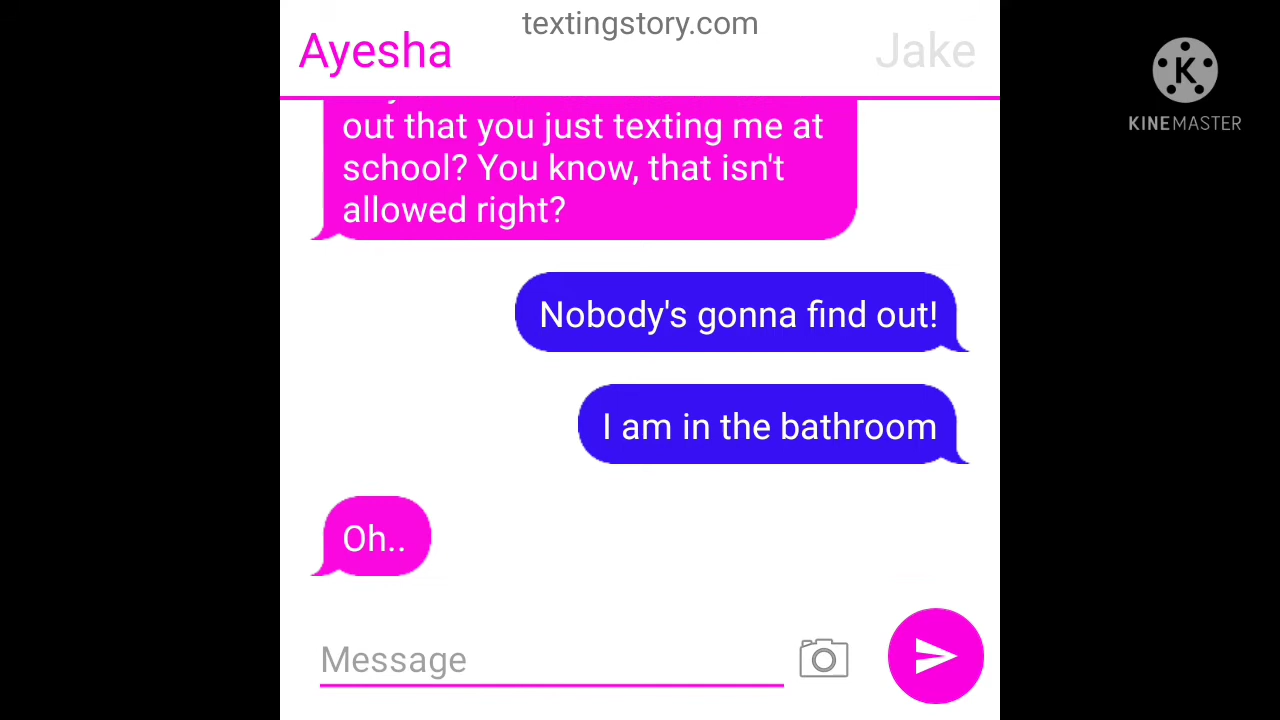 textingstory.com
Ayesha
Jake
out that you just texting me at
school? You know, that isn't
allowed right?
Nobody's gonna find out!
I am in the bathroom
Oh..
Message
K
KINEMASTER